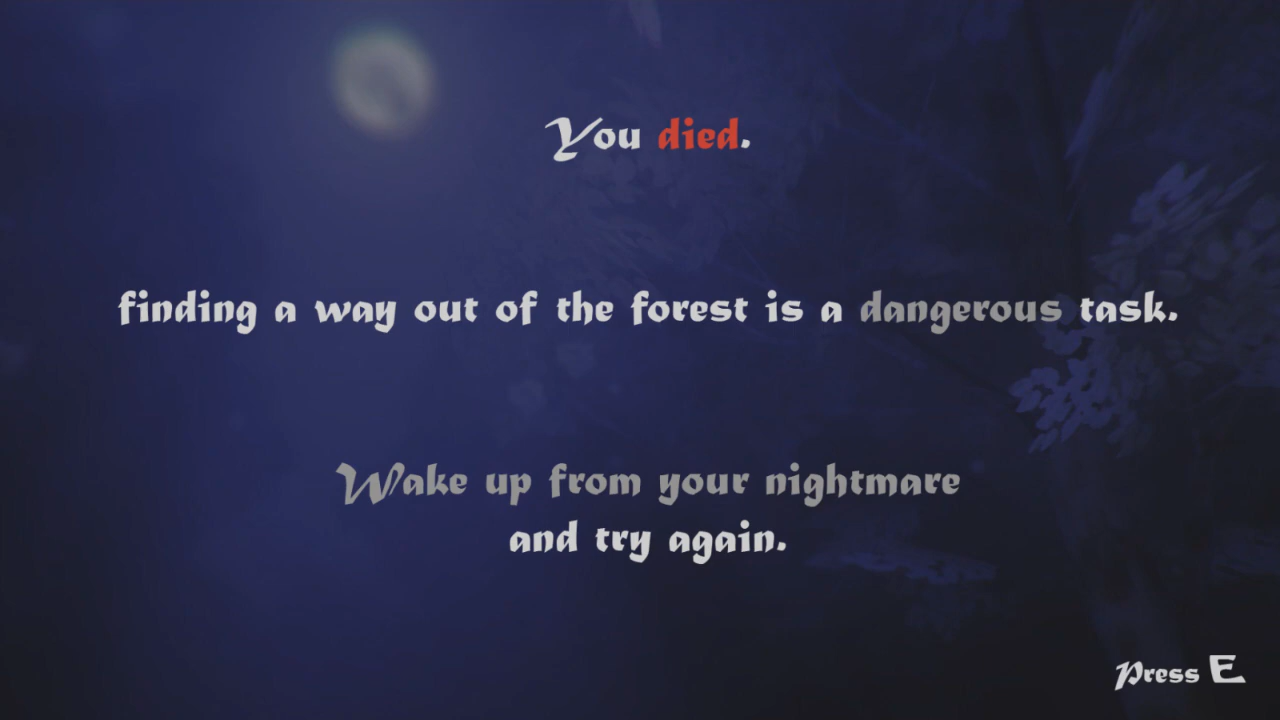 You died.
finding a way out of the forest is a dangerous task.
Wake up from your nightmare
and try again.
Press E